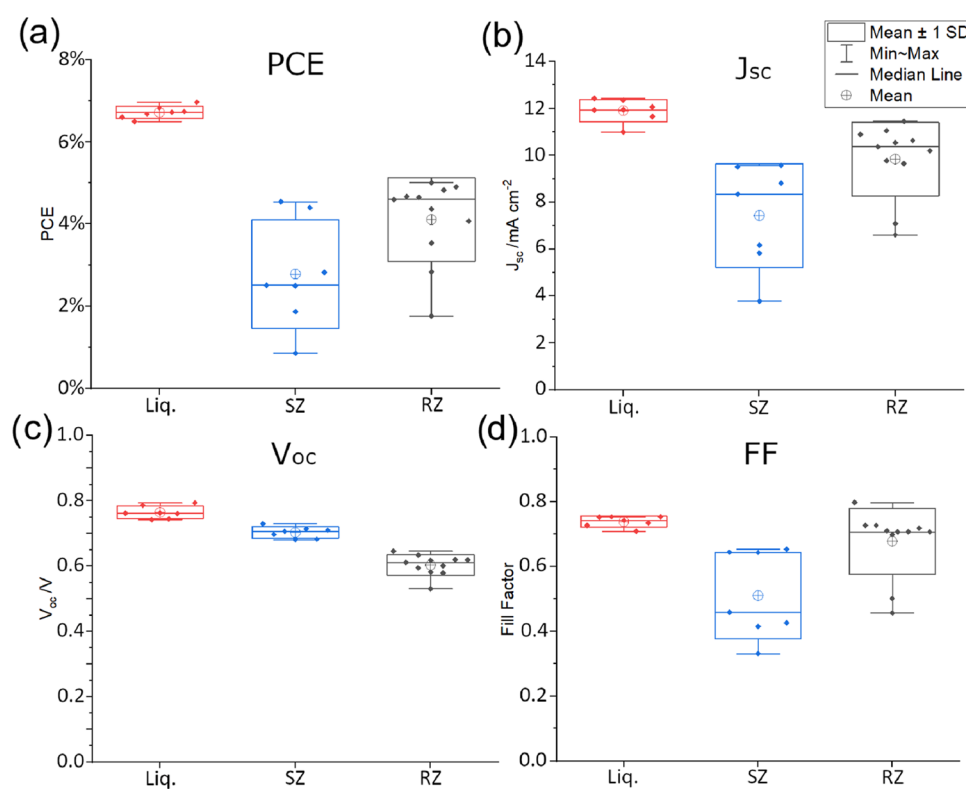 (a)
PCE
8%
6%
4%
2%
0%
PCE
Liq. SZ RZ
(b)
Jsc
Mean ± 1 SD
Min~Max
Median Line
Mean
14
12
10
8
6
4
2
0
Jsc /mA cm⁻²
Liq. SZ RZ
(c)
Voc
1.0
0.8
0.6
0.4
0.2
0.0
Voc /V
Liq. SZ RZ
(d)
FF
1.0
0.8
0.6
0.4
0.2
0.0
Fill Factor
Liq. SZ RZ